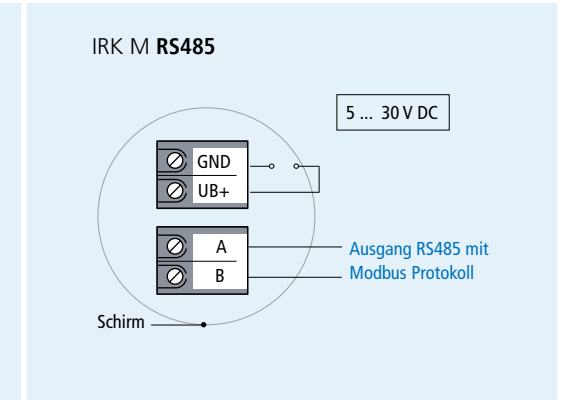 IRK M RS485
5 ... 30 V DC
GND
UB+
A
B
Ausgang RS485 mit
Modbus Protokoll
Schirm